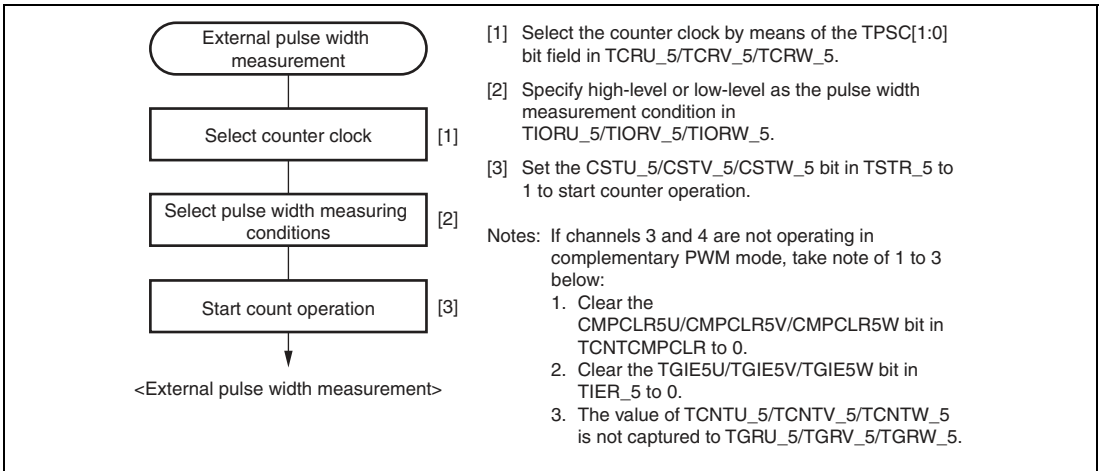 External pulse width
measurement
Select counter clock
[1]
Select pulse width measuring
conditions
[2]
Start count operation
[3]
<External pulse width measurement>
[1] Select the counter clock by means of the TPSC[1:0]
bit field in TCRU_5/TCRV_5/TCRW_5.
[2] Specify high-level or low-level as the pulse width
measurement condition in
TIORU_5/TIORV_5/TIORW_5.
[3] Set the CSTU_5/CSTV_5/CSTW_5 bit in TSTR_5 to
1 to start counter operation.
Notes: If channels 3 and 4 are not operating in
complementary PWM mode, take note of 1 to 3
below:
1. Clear the
CMPCLR5U/CMPCLR5V/CMPCLR5W bit in
TCNTCMPCLR to 0.
2. Clear the TGIE5U/TGIE5V/TGIE5W bit in
TIER_5 to 0.
3. The value of TCNTU_5/TCNTV_5/TCNTW_5
is not captured to TGRU_5/TGRV_5/TGRW_5.